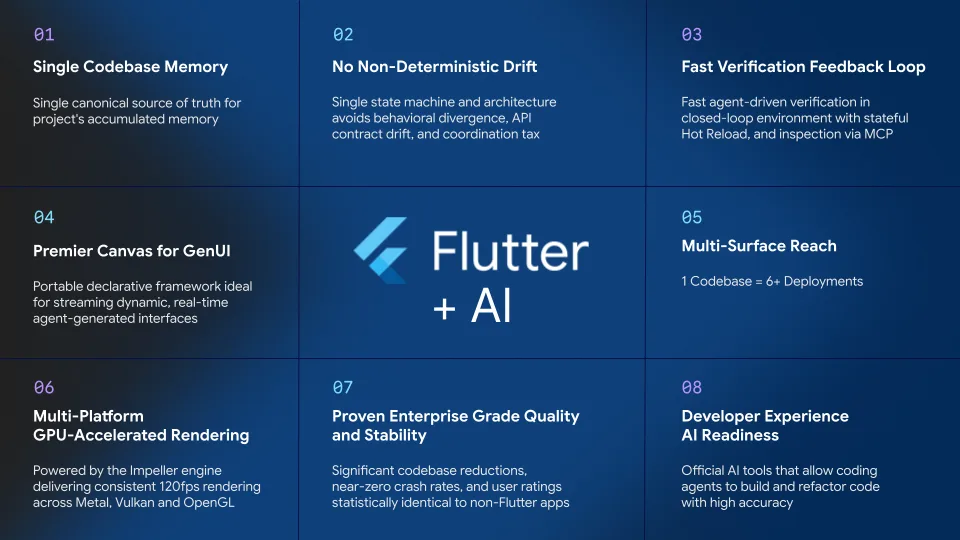 01
Single Codebase Memory
Single canonical source of truth for
project's accumulated memory
02
No Non-Deterministic Drift
Single state machine and architecture
avoids behavioral divergence, API
contract drift, and coordination tax
03
Fast Verification Feedback Loop
Fast agent-driven verification in
closed-loop environment with stateful
Hot Reload, and inspection via MCP
04
Premier Canvas for GenUI
Portable declarative framework ideal
for streaming dynamic, real-time
agent-generated interfaces
Flutter
+ AI
05
Multi-Surface Reach
1 Codebase = 6+ Deployments
06
Multi-Platform
GPU-Accelerated Rendering
Powered by the Impeller engine
delivering consistent 120fps rendering
across Metal, Vulkan and OpenGL
07
Proven Enterprise Grade Quality
and Stability
Significant codebase reductions,
near-zero crash rates, and user ratings
statistically identical to non-Flutter apps
08
Developer Experience
AI Readiness
Official AI tools that allow coding
agents to build and refactor code
with high accuracy